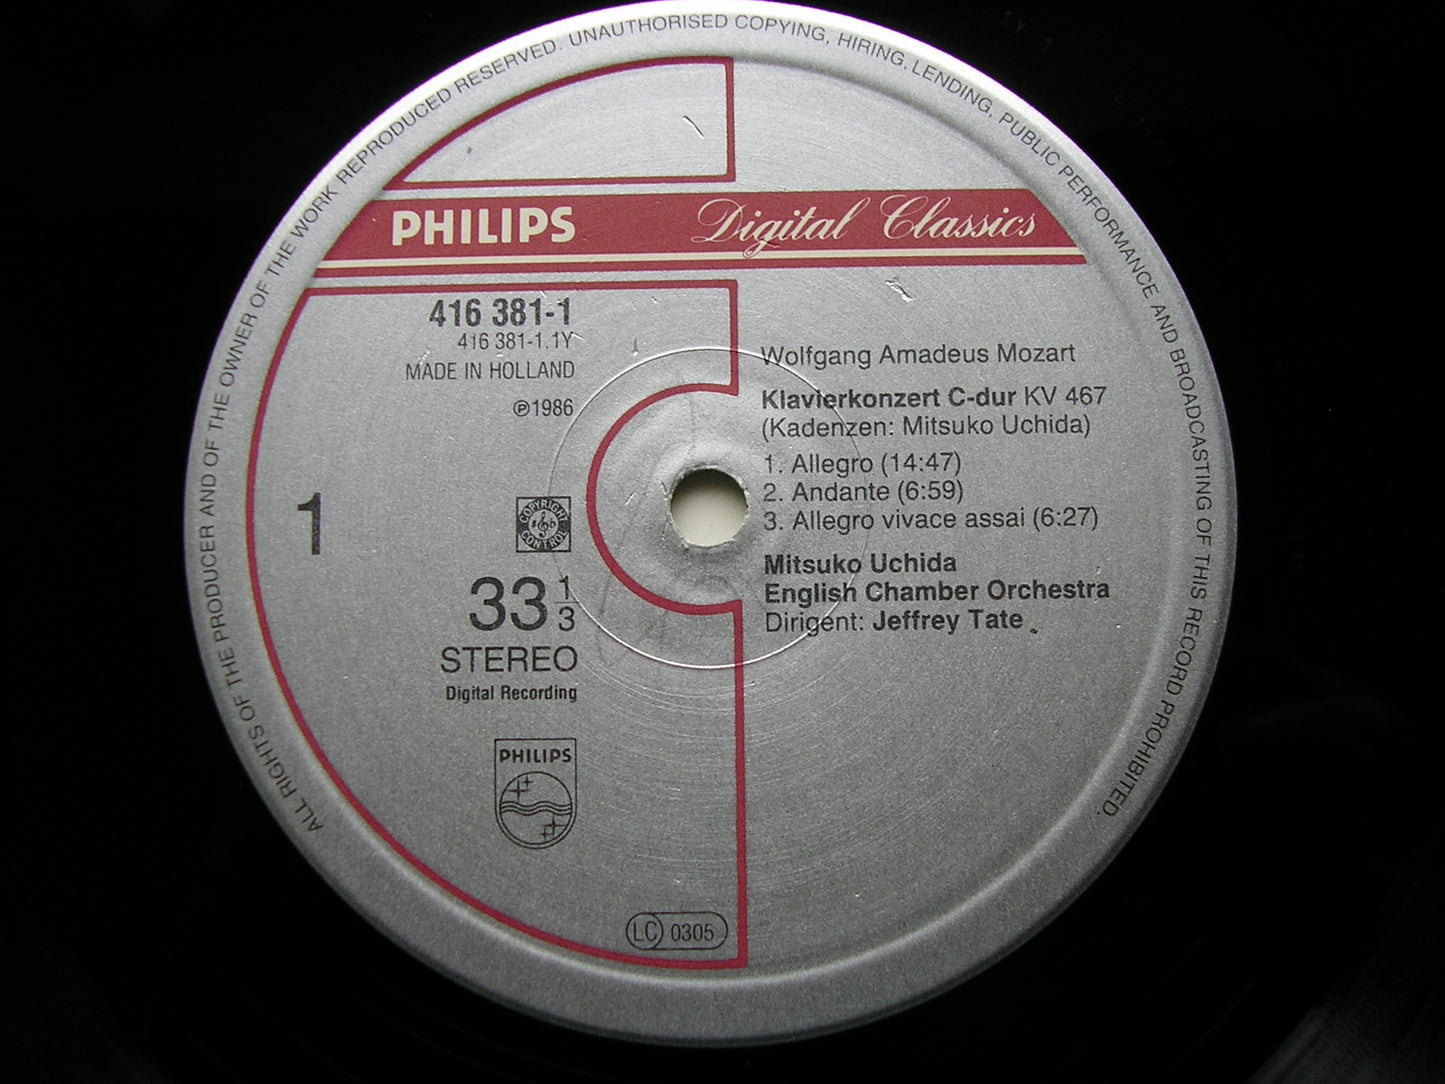 ALL RIGHTS OF THE PRODUCER AND OF THE OWNER OF THE WORK REPRODUCED RESERVED. UNAUTHORISED COPYING, HIRING, LENDING, PUBLIC PERFORMANCE AND BROADCASTING OF THIS RECORD PROHIBITED.
PHILIPS Digital Classics
416 381-1
416 381-1.1Y
MADE IN HOLLAND
℗1986
1
COPYRIGHT CONTROL
33 1/3
STEREO
Digital Recording
PHILIPS
LC 0305
Wolfgang Amadeus Mozart
Klavierkonzert C-dur KV 467
(Kadenzen: Mitsuko Uchida)
1. Allegro (14:47)
2. Andante (6:59)
3. Allegro vivace assai (6:27)
Mitsuko Uchida
English Chamber Orchestra
Dirigent: Jeffrey Tate